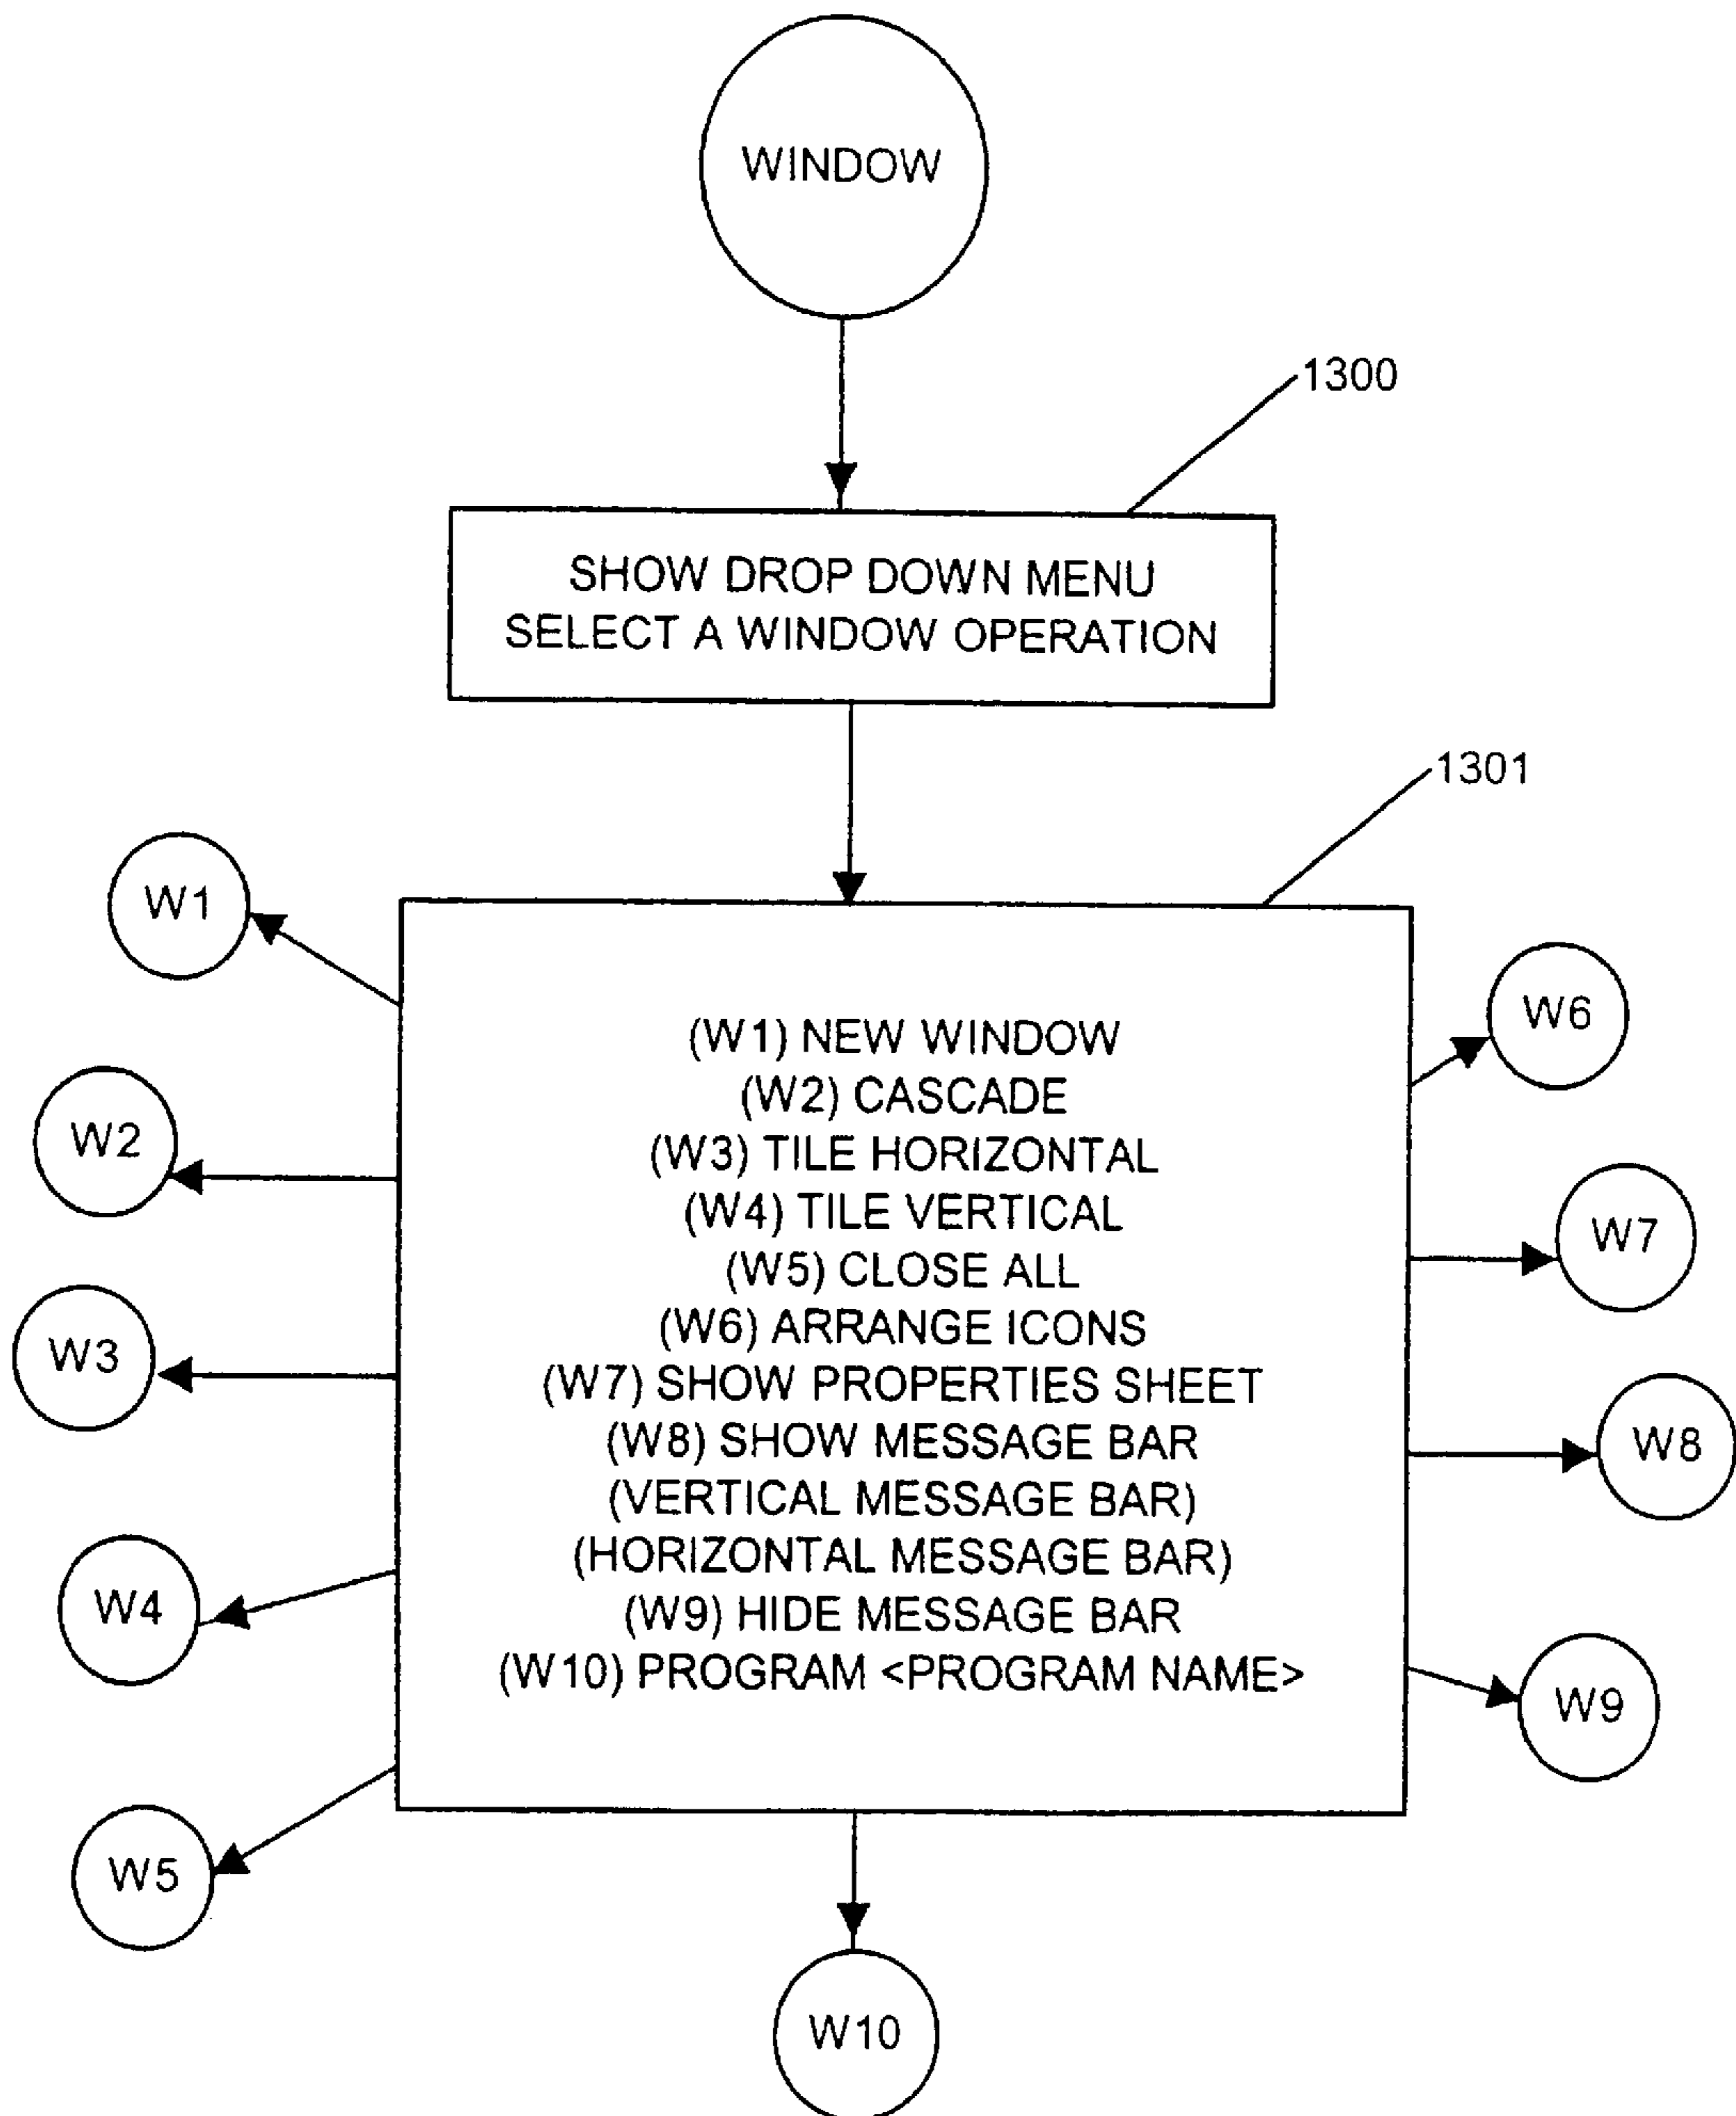 WINDOW
1300
SHOW DROP DOWN MENU
SELECT A WINDOW OPERATION
1301
W1
W2
W3
W4
W5
(W1) NEW WINDOW
(W2) CASCADE
(W3) TILE HORIZONTAL
(W4) TILE VERTICAL
(W5) CLOSE ALL
(W6) ARRANGE ICONS
(W7) SHOW PROPERTIES SHEET
(W8) SHOW MESSAGE BAR
(VERTICAL MESSAGE BAR)
(HORIZONTAL MESSAGE BAR)
(W9) HIDE MESSAGE BAR
(W10) PROGRAM <PROGRAM NAME>
W6
W7
W8
W9
W10